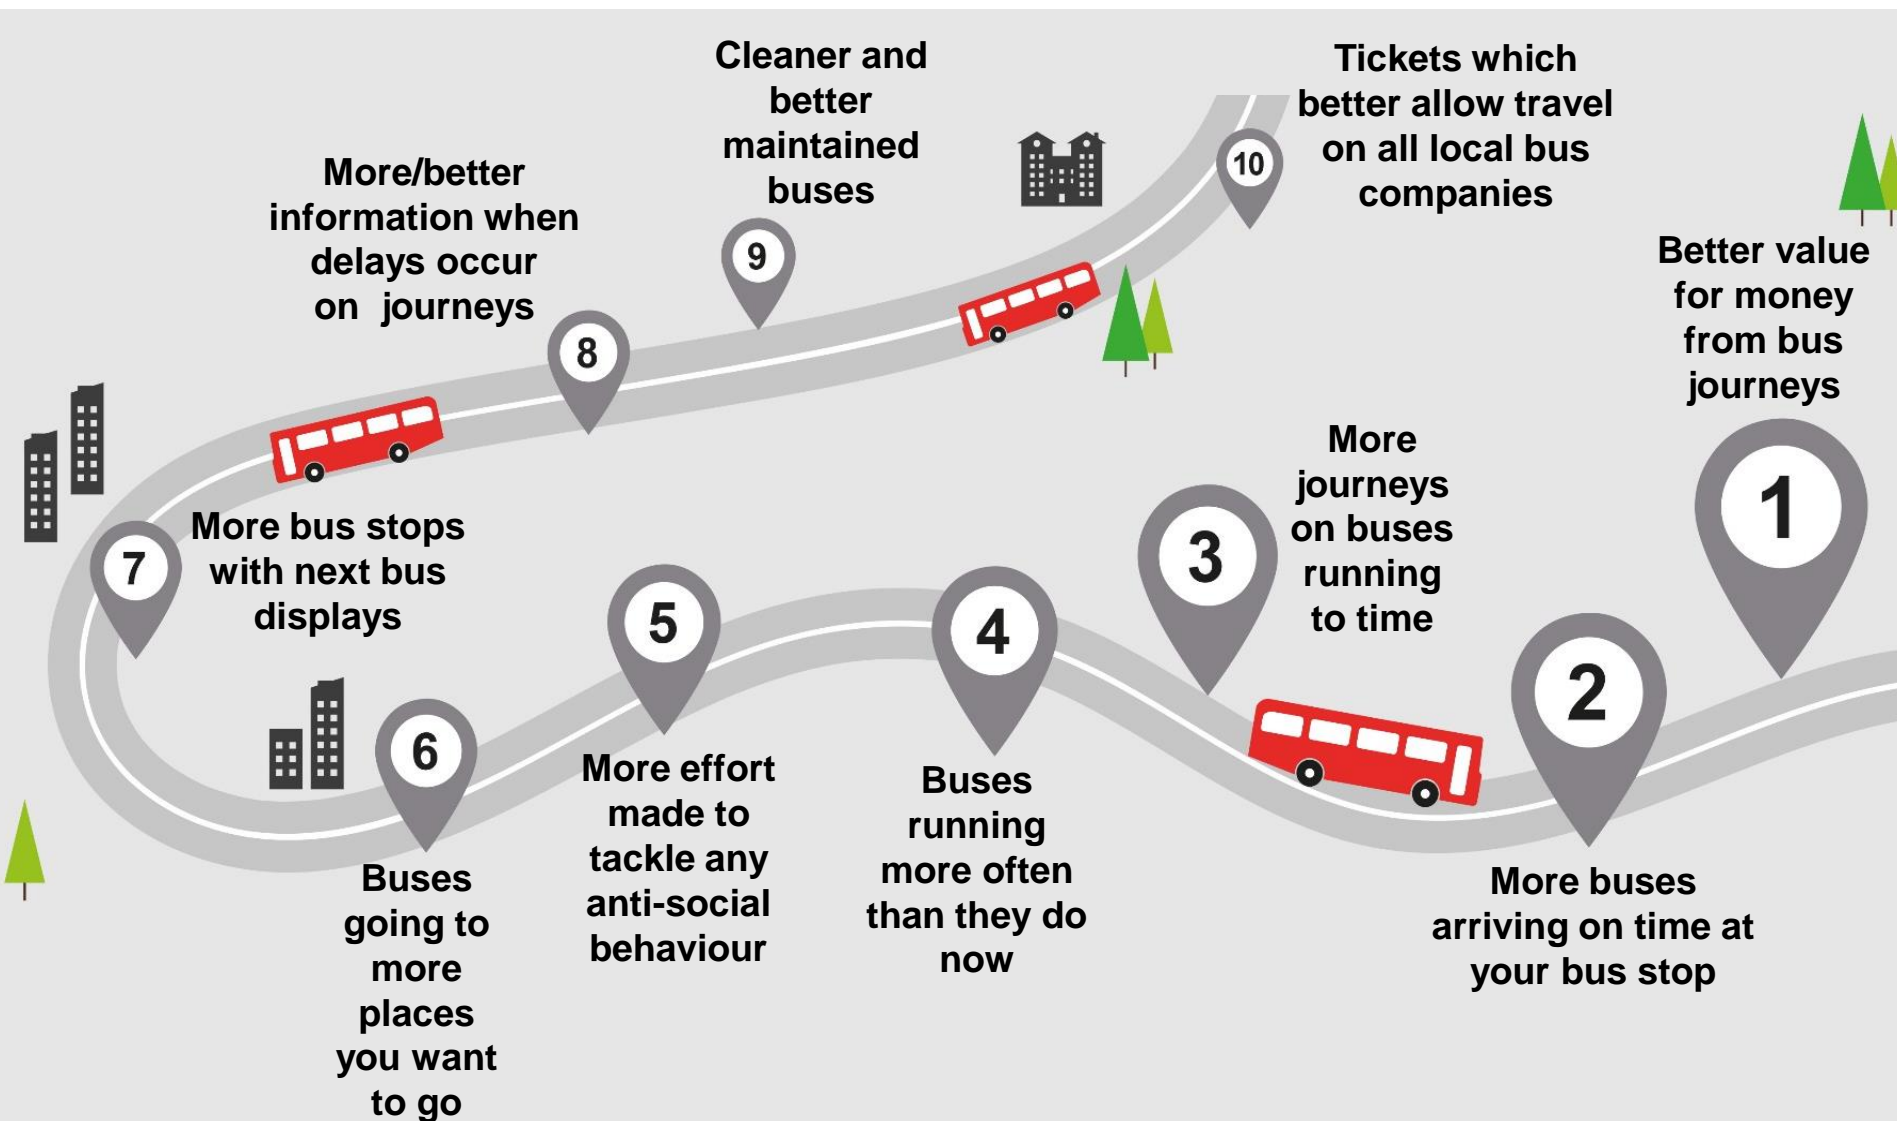 1
Better value
for money
from bus
journeys
2
More buses
arriving on time at
your bus stop
3
More
journeys
on buses
running
to time
4
Buses
running
more often
than they do
now
5
More effort
made to
tackle any
anti-social
behaviour
6
Buses
going to
more
places
you want
to go
7
More bus stops
with next bus
displays
8
More/better
information when
delays occur
on journeys
9
Cleaner and
better
maintained
buses
10
Tickets which
better allow travel
on all local bus
companies